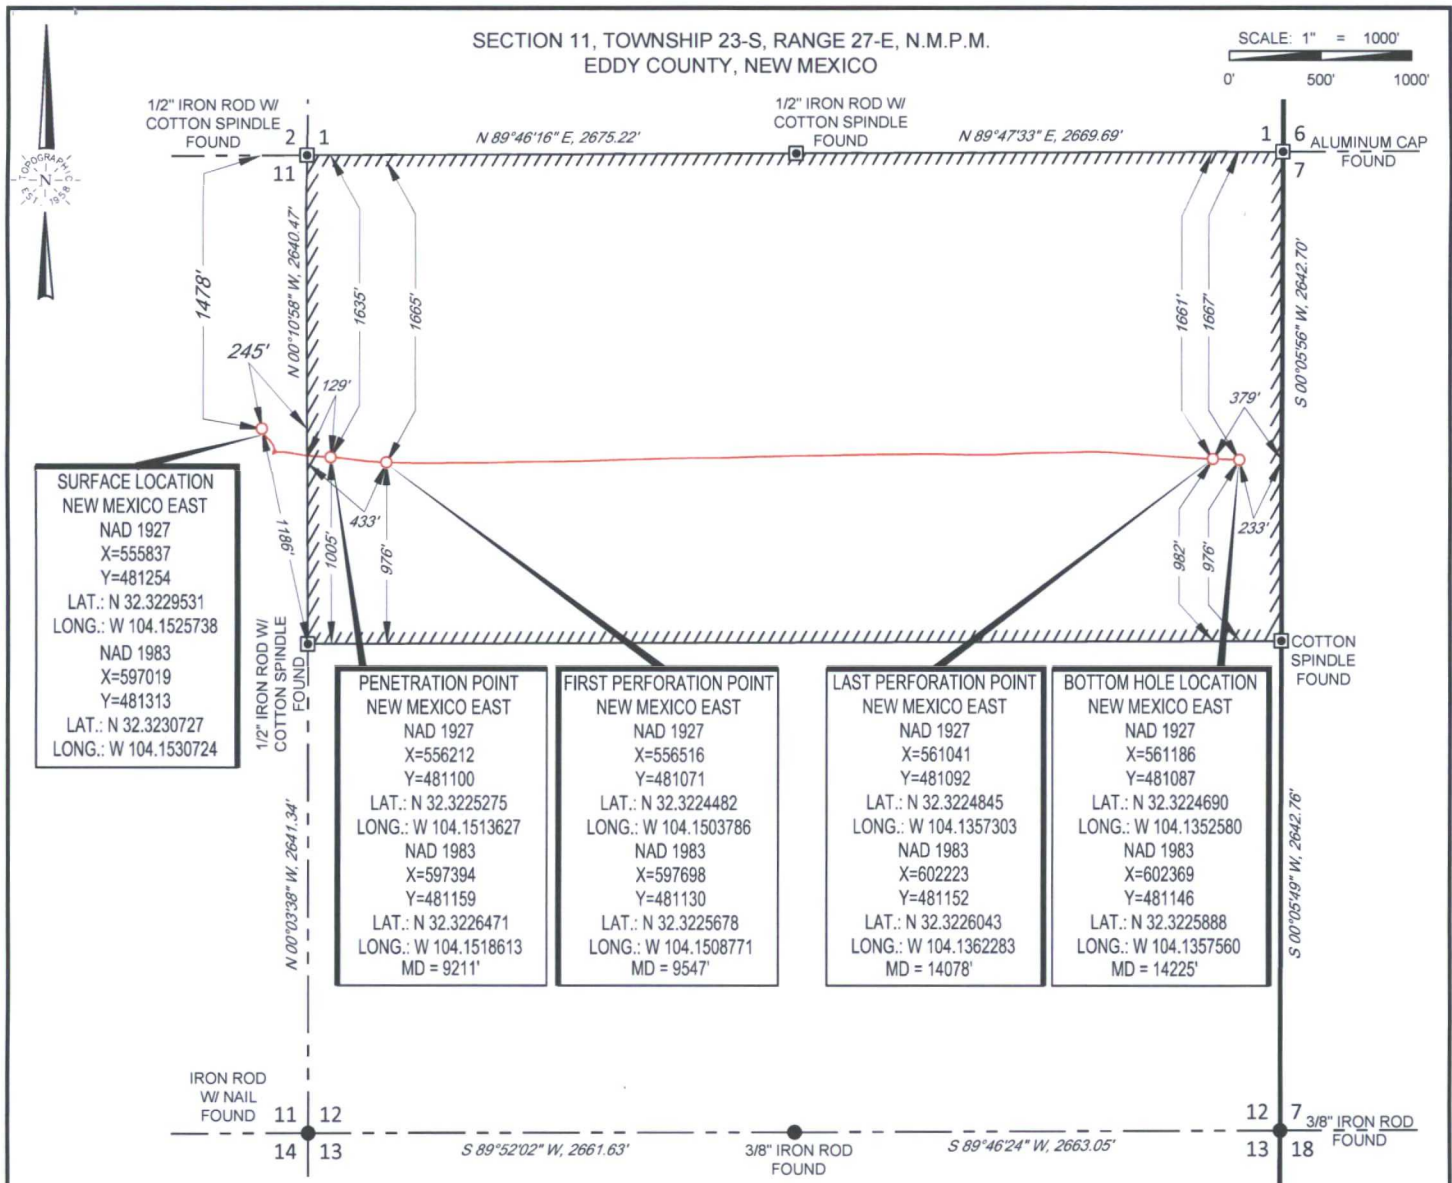 SECTION 11, TOWNSHIP 23-S, RANGE 27-E, N.M.P.M.
EDDY COUNTY, NEW MEXICO
SCALE: 1" = 1000'
0' 500' 1000'
TOPOGRAPHIC
N
EST. 1958
1/2" IRON ROD W/
COTTON SPINDLE
FOUND
2 1
11
N 89°46'16" E, 2675.22'
1/2" IRON ROD W/
COTTON SPINDLE
FOUND
N 89°47'33" E, 2669.69'
1 6
7
ALUMINUM CAP
FOUND
1478'
N 00°10'58" W, 2640.47'
1635'
1665'
1661'
1667'
S 00°05'56" W, 2642.70'
245'
129'
379'
433'
233'
1186'
1005'
976'
982'
976'
SURFACE LOCATION
NEW MEXICO EAST
NAD 1927
X=555837
Y=481254
LAT.: N 32.3229531
LONG.: W 104.1525738
NAD 1983
X=597019
Y=481313
LAT.: N 32.3230727
LONG.: W 104.1530724
1/2" IRON ROD W/
COTTON SPINDLE
FOUND
COTTON
SPINDLE
FOUND
PENETRATION POINT
NEW MEXICO EAST
NAD 1927
X=556212
Y=481100
LAT.: N 32.3225275
LONG.: W 104.1513627
NAD 1983
X=597394
Y=481159
LAT.: N 32.3226471
LONG.: W 104.1518613
MD = 9211'
FIRST PERFORATION POINT
NEW MEXICO EAST
NAD 1927
X=556516
Y=481071
LAT.: N 32.3224482
LONG.: W 104.1503786
NAD 1983
X=597698
Y=481130
LAT.: N 32.3225678
LONG.: W 104.1508771
MD = 9547'
LAST PERFORATION POINT
NEW MEXICO EAST
NAD 1927
X=561041
Y=481092
LAT.: N 32.3224845
LONG.: W 104.1357303
NAD 1983
X=602223
Y=481152
LAT.: N 32.3226043
LONG.: W 104.1362283
MD = 14078'
BOTTOM HOLE LOCATION
NEW MEXICO EAST
NAD 1927
X=561186
Y=481087
LAT.: N 32.3224690
LONG.: W 104.1352580
NAD 1983
X=602369
Y=481146
LAT.: N 32.3225888
LONG.: W 104.1357560
MD = 14225'
N 00°03'38" W, 2641.34'
S 00°05'49" W, 2642.76'
IRON ROD
W/ NAIL
FOUND
11 12
14 13
S 89°52'02" W, 2661.63'
3/8" IRON ROD
FOUND
S 89°46'24" W, 2663.05'
12 7
13 18
3/8" IRON ROD
FOUND